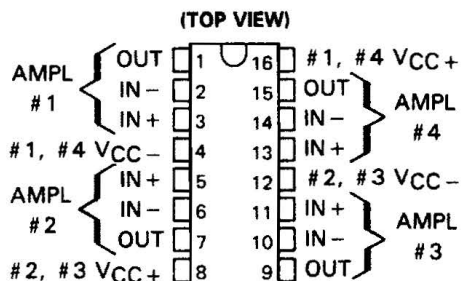 (TOP VIEW)
OUT 1 16 #1, #4 VCC+
AMPL #1 IN− 2 15 OUT
IN+ 3 14 IN− AMPL #4
#1, #4 VCC− 4 13 IN+
IN+ 5 12 #2, #3 VCC−
AMPL #2 IN− 6 11 IN+
OUT 7 10 IN− AMPL #3
#2, #3 VCC+ 8 9 OUT